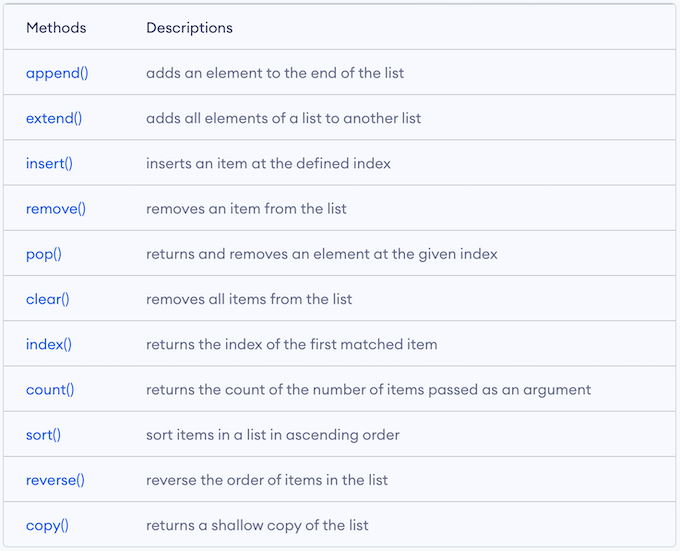 Methods Descriptions
append() adds an element to the end of the list
extend() adds all elements of a list to another list
insert() inserts an item at the defined index
remove() removes an item from the list
pop() returns and removes an element at the given index
clear() removes all items from the list
index() returns the index of the first matched item
count() returns the count of the number of items passed as an argument
sort() sort items in a list in ascending order
reverse() reverse the order of items in the list
copy() returns a shallow copy of the list